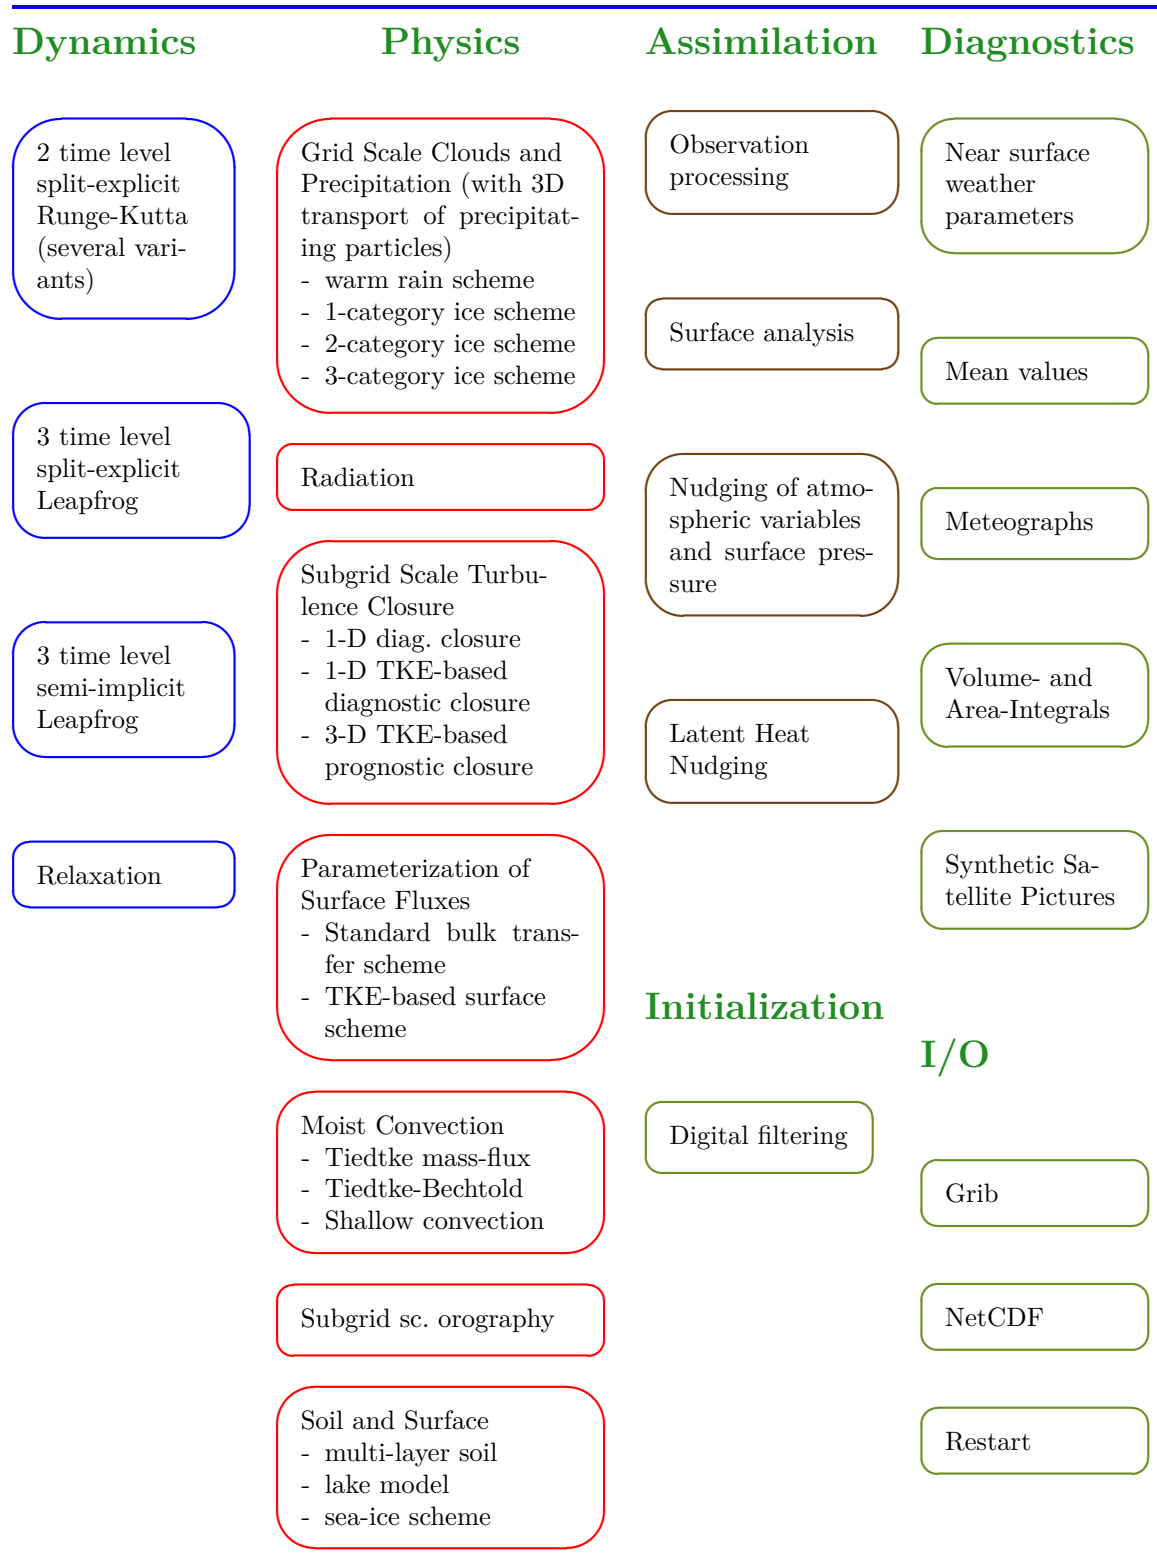 Dynamics
2 time level
split-explicit
Runge-Kutta
(several vari-
ants)
3 time level
split-explicit
Leapfrog
3 time level
semi-implicit
Leapfrog
Relaxation
Physics
Grid Scale Clouds and
Precipitation (with 3D
transport of precipitat-
ing particles)
- warm rain scheme
- 1-category ice scheme
- 2-category ice scheme
- 3-category ice scheme
Radiation
Subgrid Scale Turbu-
lence Closure
- 1-D diag. closure
- 1-D TKE-based
diagnostic closure
- 3-D TKE-based
prognostic closure
Parameterization of
Surface Fluxes
- Standard bulk trans-
fer scheme
- TKE-based surface
scheme
Moist Convection
- Tiedtke mass-flux
- Tiedtke-Bechtold
- Shallow convection
Subgrid sc. orography
Soil and Surface
- multi-layer soil
- lake model
- sea-ice scheme
Assimilation
Observation
processing
Surface analysis
Nudging of atmo-
spheric variables
and surface pres-
sure
Latent Heat
Nudging
Initialization
Digital filtering
Diagnostics
Near surface
weather
parameters
Mean values
Meteographs
Volume- and
Area-Integrals
Synthetic Sa-
tellite Pictures
I/O
Grib
NetCDF
Restart